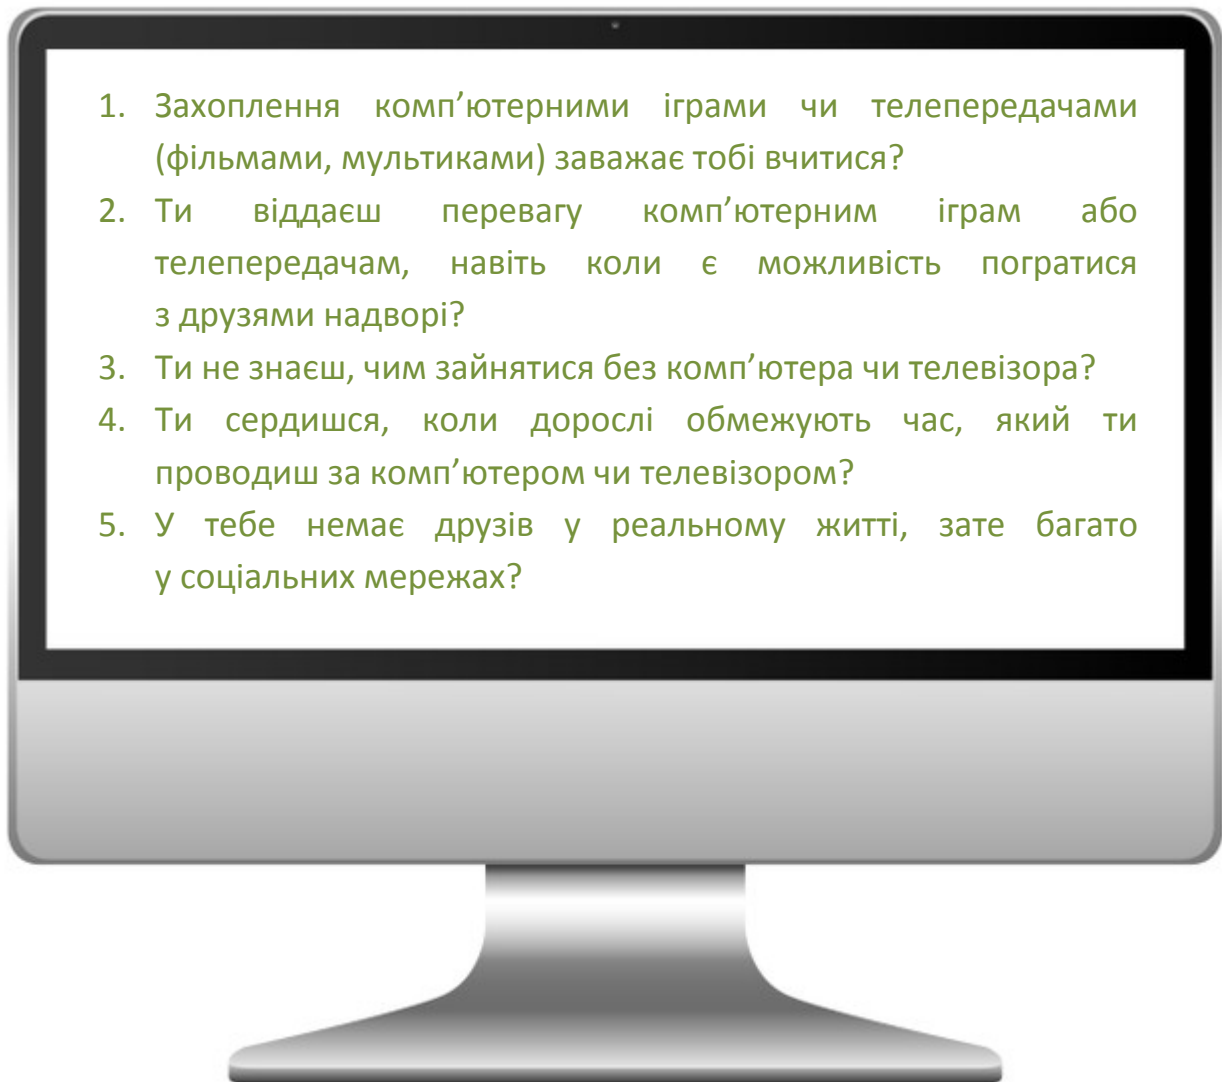 1. Захоплення комп’ютерними іграми чи телепередачами
(фільмами, мультиками) заважає тобі вчитися?
2. Ти віддаєш перевагу комп’ютерним іграм або
телепередачам, навіть коли є можливість погратися
з друзями надворі?
3. Ти не знаєш, чим зайнятися без комп’ютера чи телевізора?
4. Ти сердишся, коли дорослі обмежують час, який ти
проводиш за комп’ютером чи телевізором?
5. У тебе немає друзів у реальному житті, зате багато
у соціальних мережах?